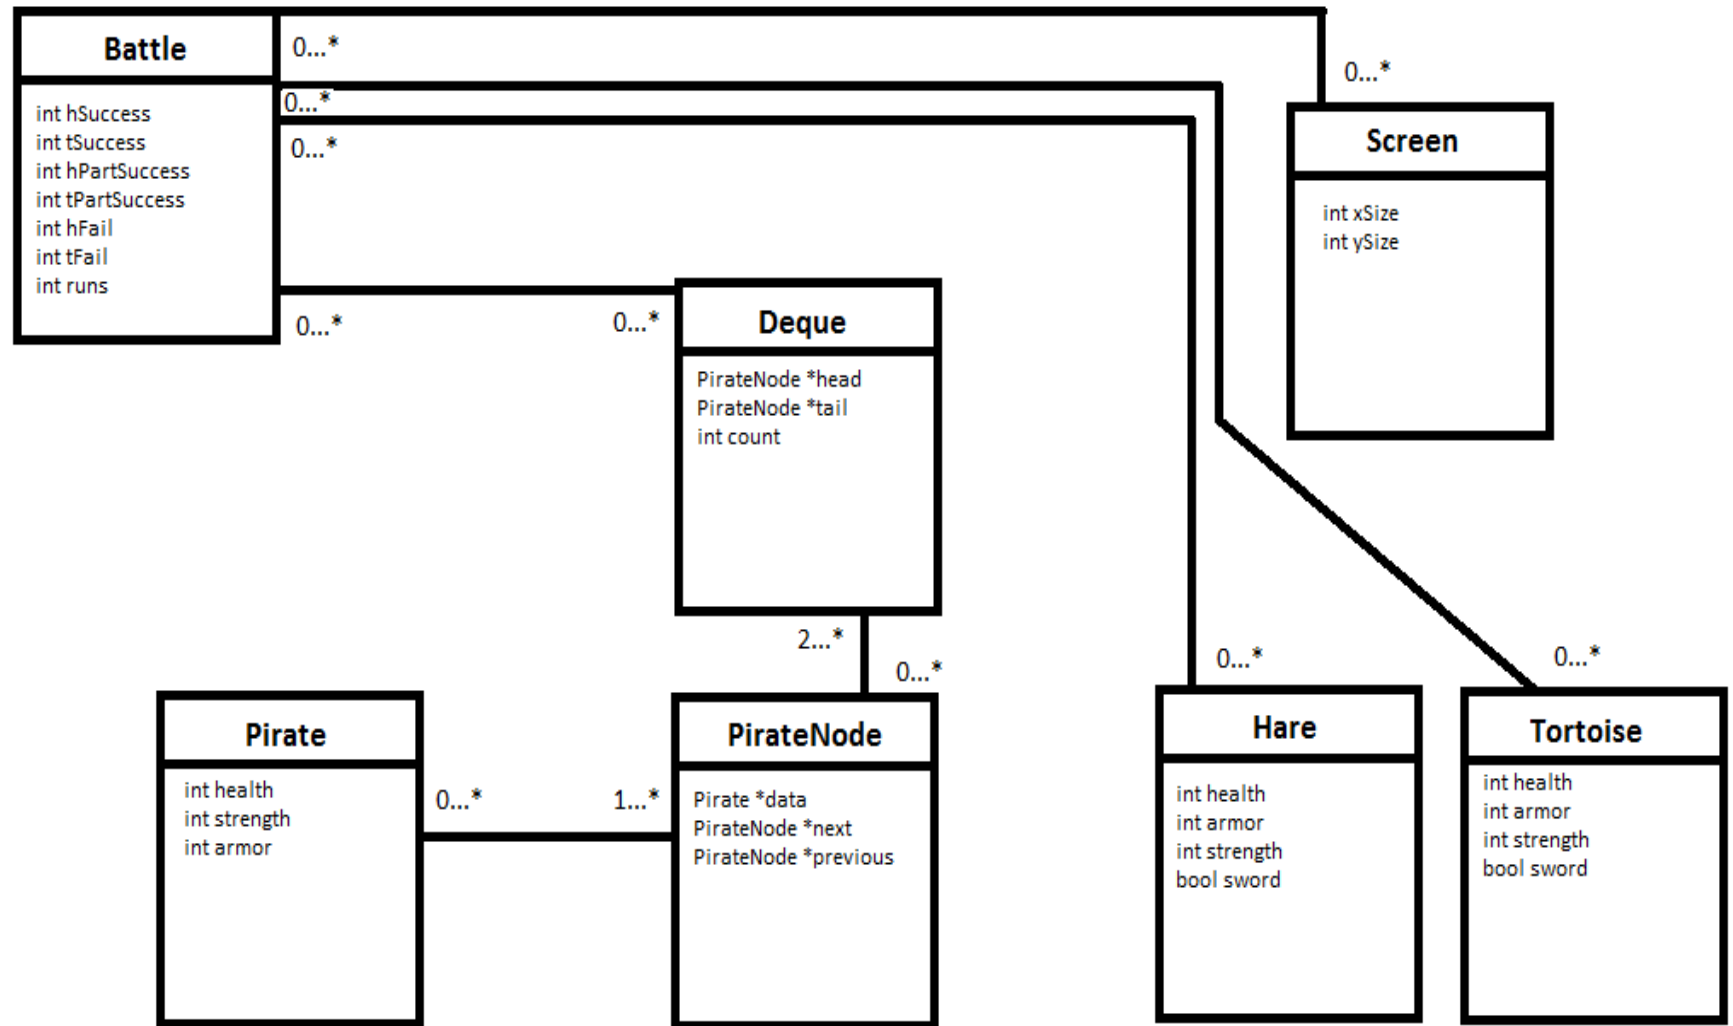 Battle
int hSuccess
int tSuccess
int hPartSuccess
int tPartSuccess
int hFail
int tFail
int runs
0...*
0...*
0...*
0...*
Screen
int xSize
int ySize
0...*
0...*
Deque
PirateNode *head
PirateNode *tail
int count
2...*
0...*
0...*
0...*
Pirate
int health
int strength
int armor
0...*
1...*
PirateNode
Pirate *data
PirateNode *next
PirateNode *previous
Hare
int health
int armor
int strength
bool sword
Tortoise
int health
int armor
int strength
bool sword